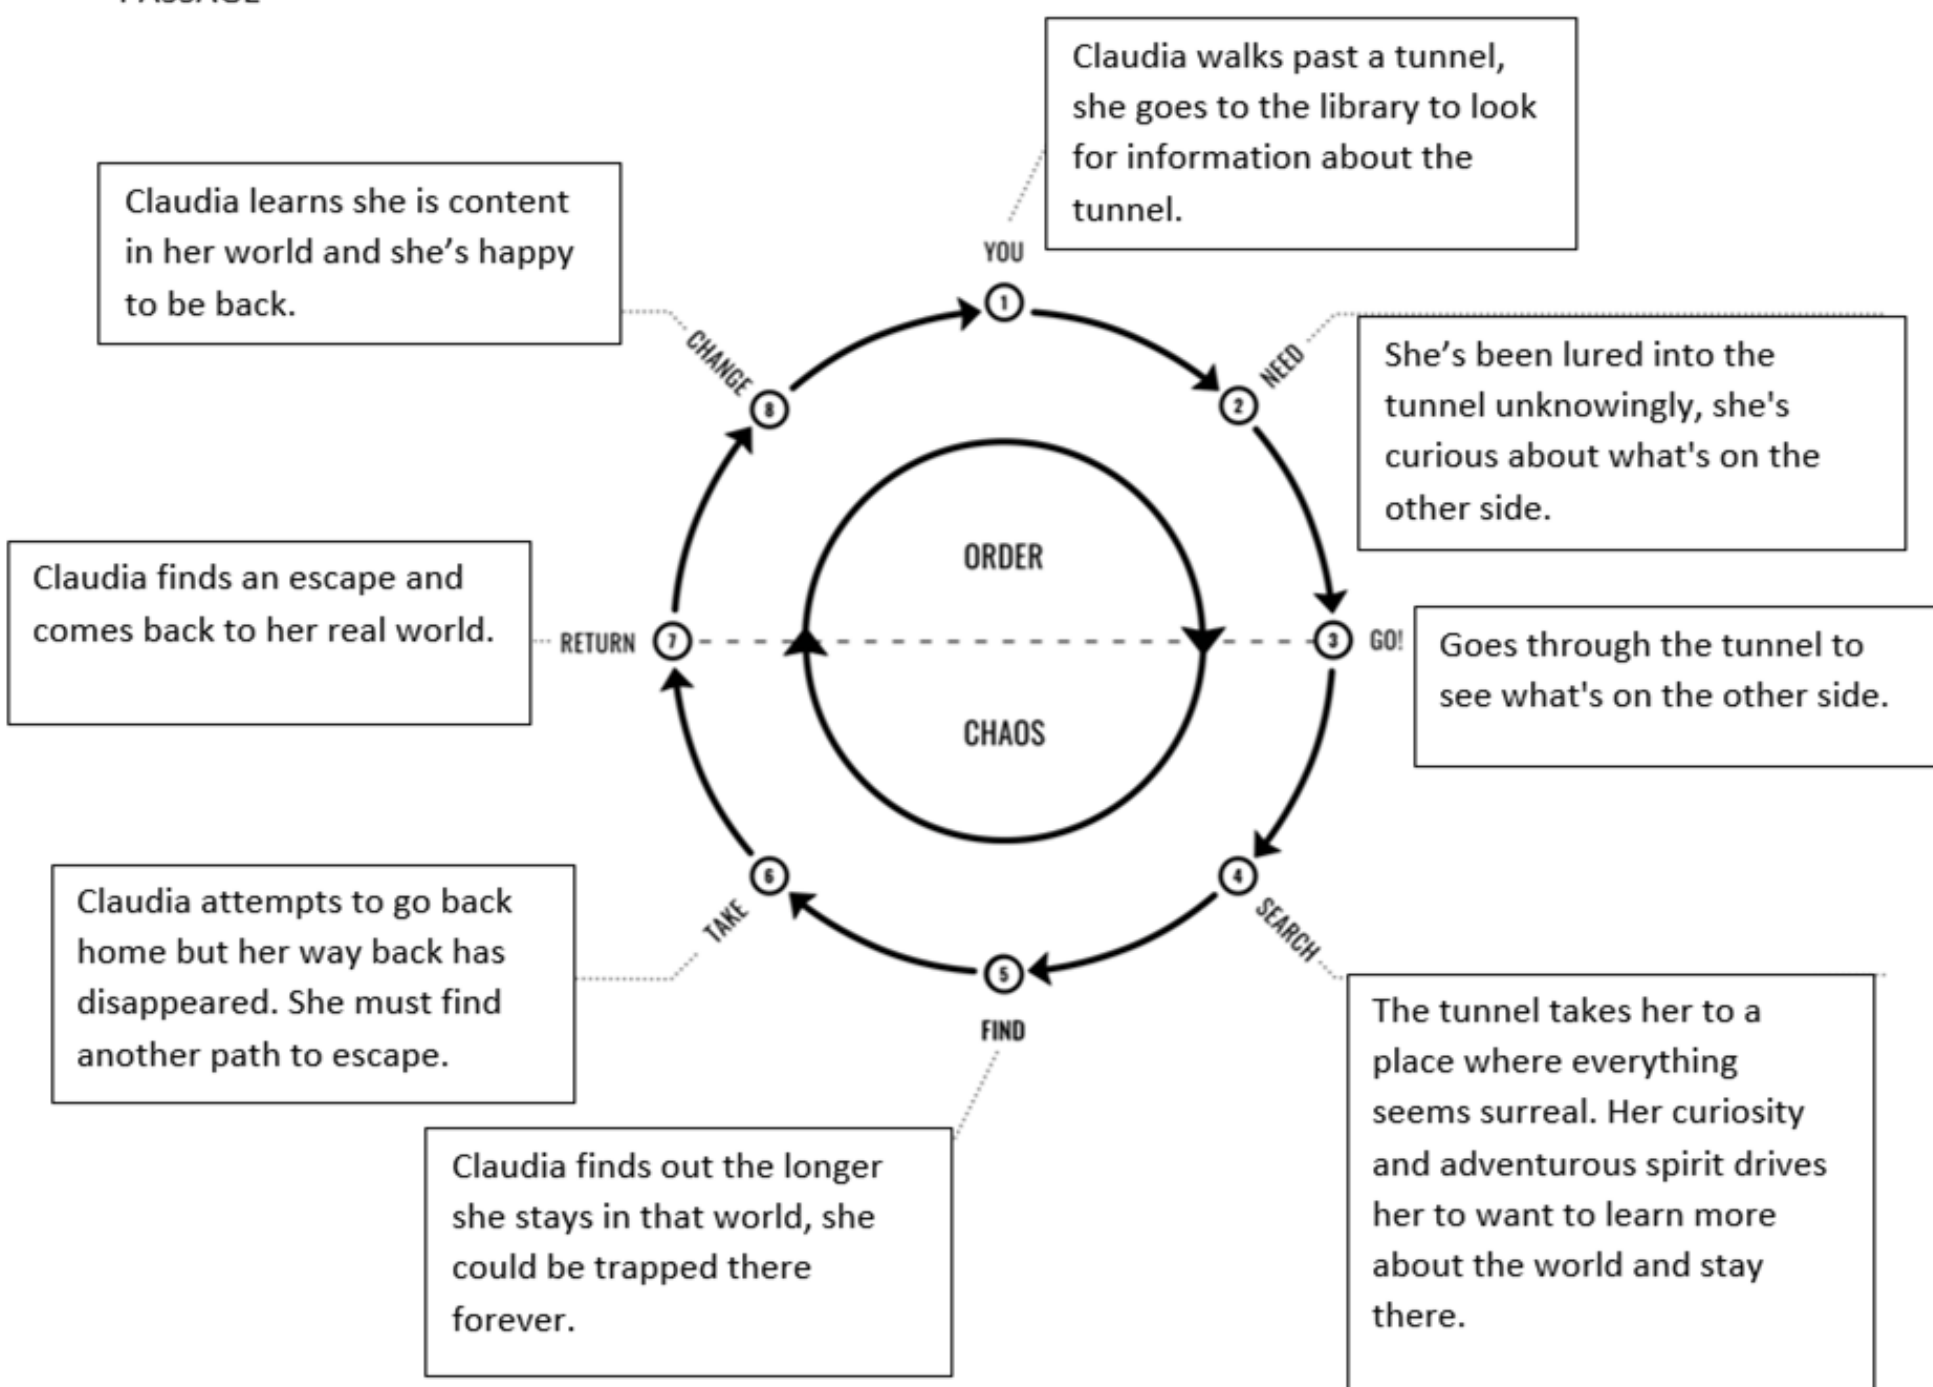 PASSAGE
Claudia walks past a tunnel,
she goes to the library to look
for information about the
tunnel.
YOU
1
NEED
2
She’s been lured into the
tunnel unknowingly, she's
curious about what's on the
other side.
GO!
3
Goes through the tunnel to
see what's on the other side.
SEARCH
4
The tunnel takes her to a
place where everything
seems surreal. Her curiosity
and adventurous spirit drives
her to want to learn more
about the world and stay
there.
FIND
5
Claudia finds out the longer
she stays in that world, she
could be trapped there
forever.
TAKE
6
Claudia attempts to go back
home but her way back has
disappeared. She must find
another path to escape.
RETURN
7
Claudia finds an escape and
comes back to her real world.
CHANGE
8
Claudia learns she is content
in her world and she’s happy
to be back.
ORDER
CHAOS